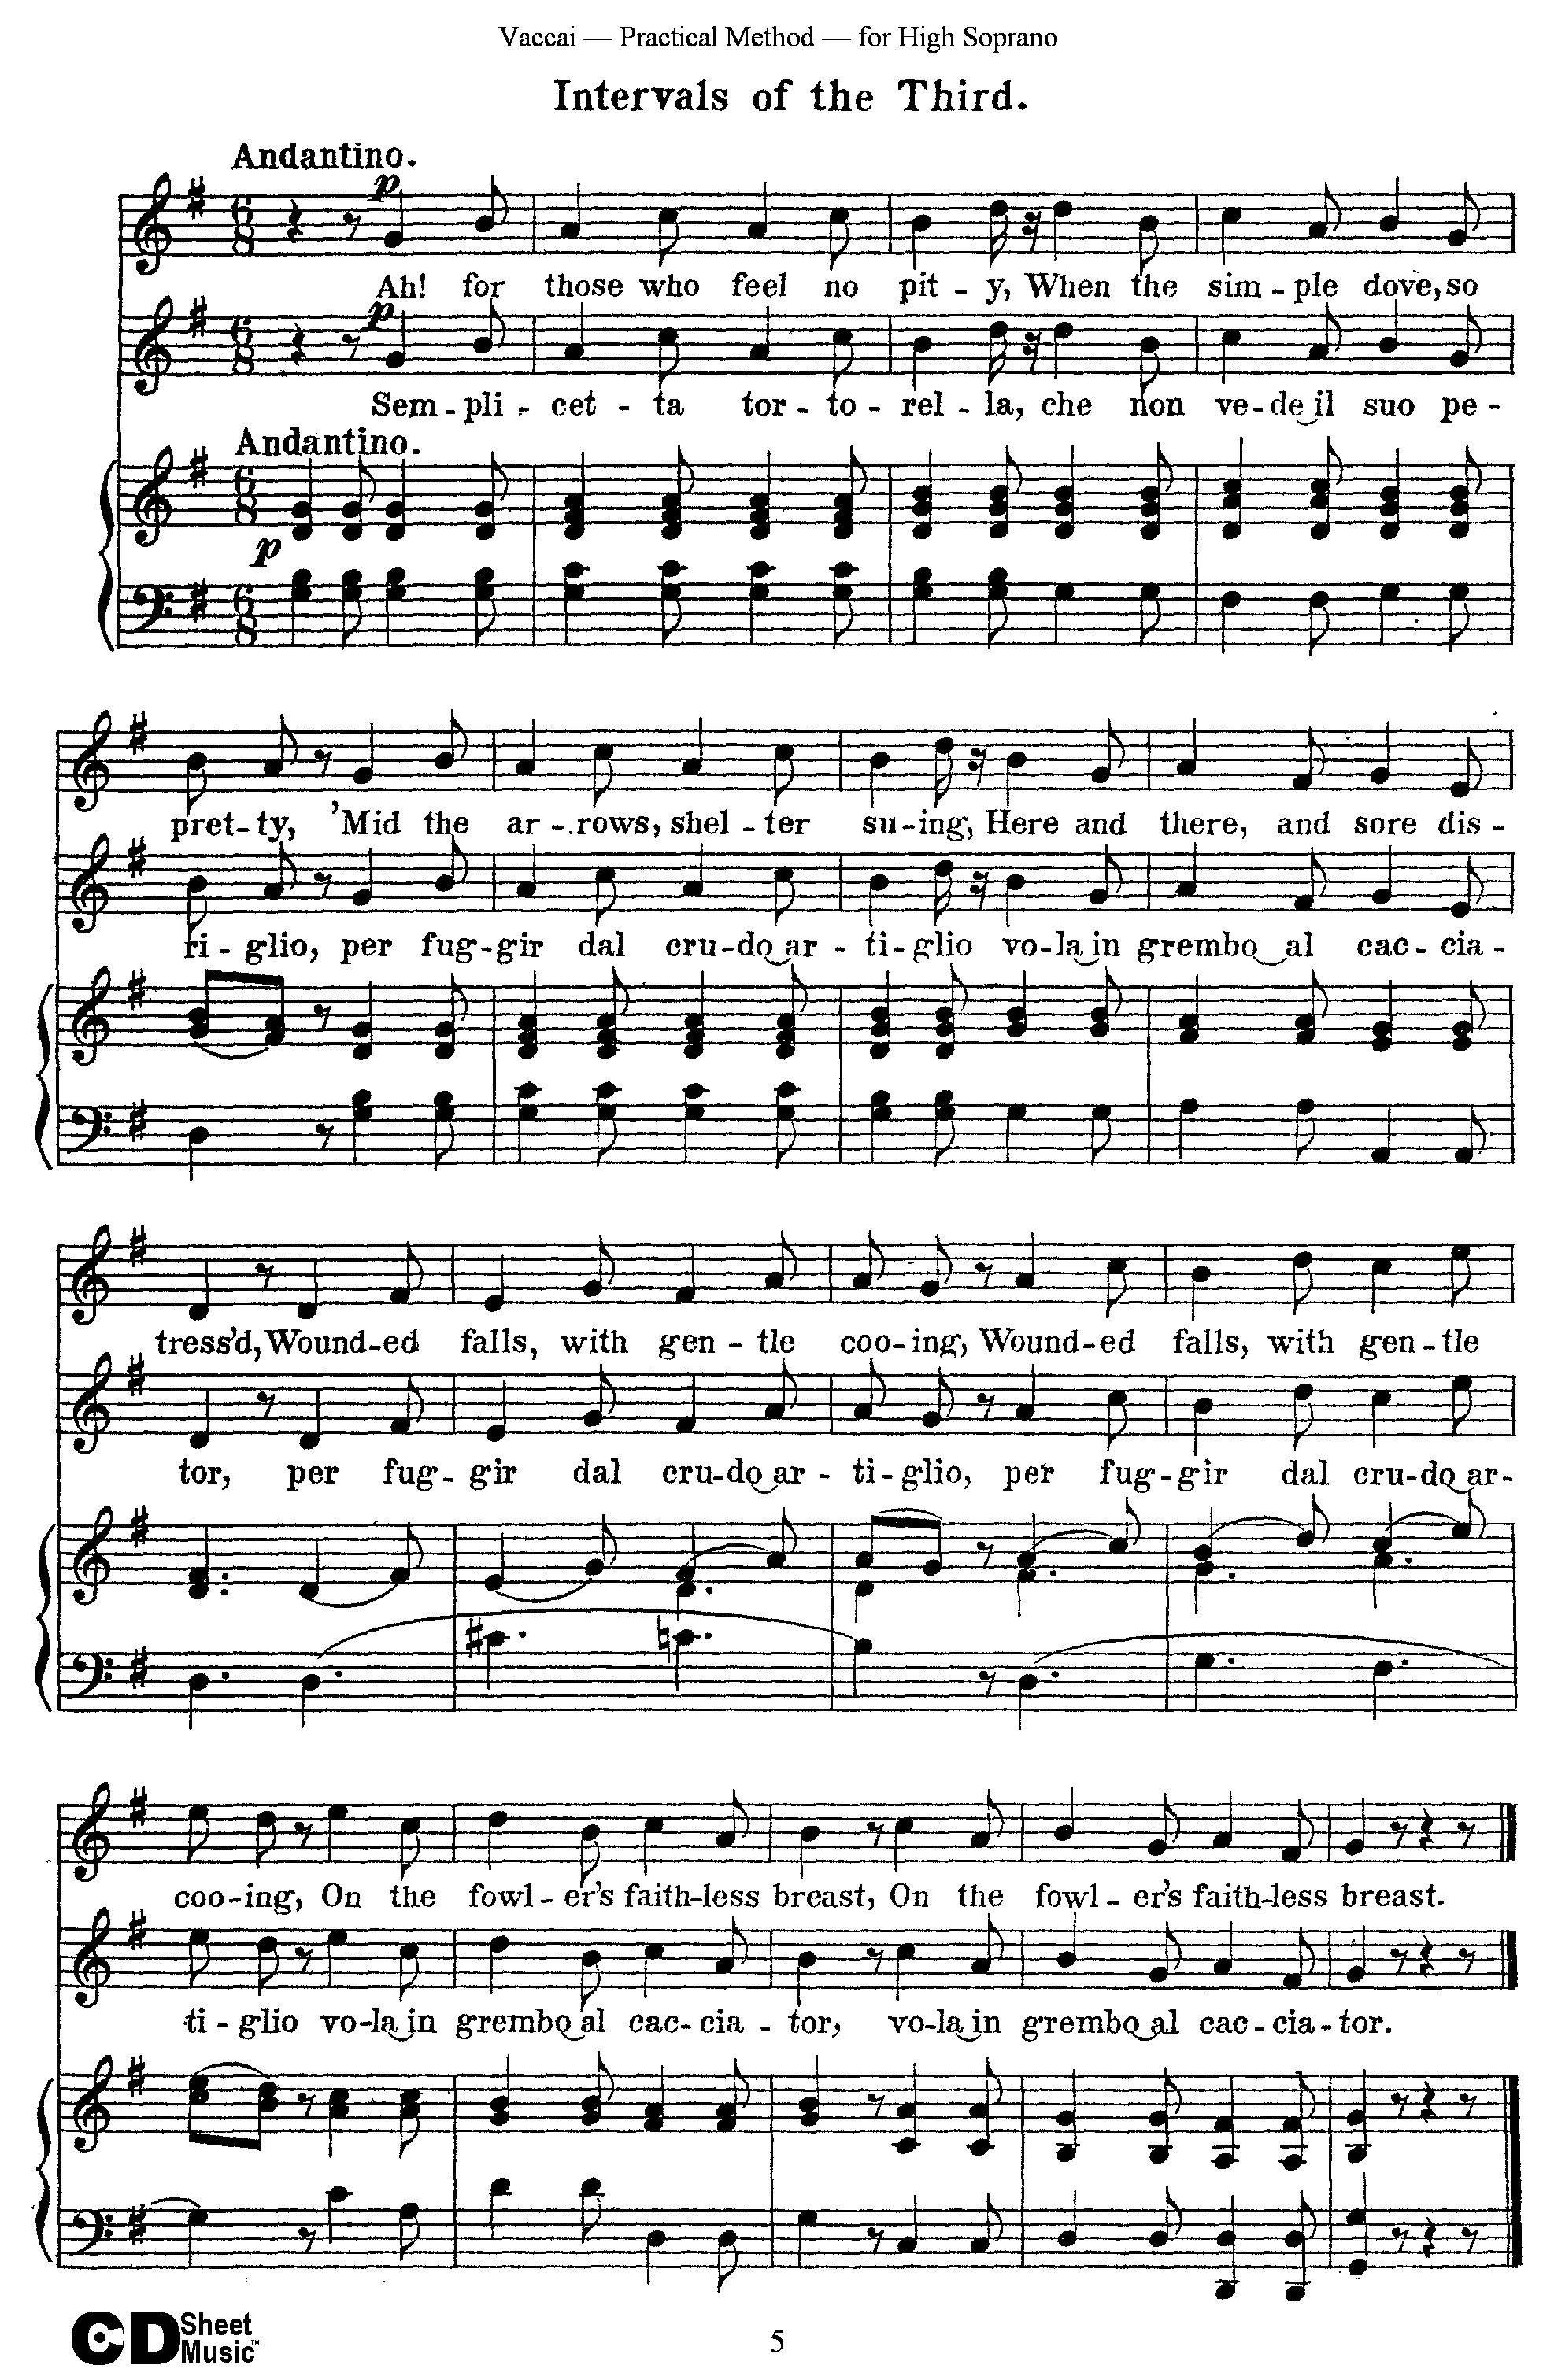 Vaccai — Practical Method — for High Soprano
Intervals of the Third.
Andantino.
p
Ah! for those who feel no pit - y, When the sim - ple dove, so
p
Sem - pli - cet - ta tor - to - rel - la, che non ve - de il suo pe -
Andantino.
p
pret - ty, 'Mid the ar - rows, shel - ter su - ing, Here and there, and sore dis -
ri - glio, per fug - gir dal cru - do ar - ti - glio vo - la in grembo al cac - cia -
tress'd, Wound - ed falls, with gen - tle coo - ing, Wound - ed falls, with gen - tle
tor, per fug - gir dal cru - do ar - ti - glio, per fug - gir dal cru - do ar -
coo - ing, On the fowl - er's faith - less breast, On the fowl - er's faith - less breast.
ti - glio vo - la in grembo al cac - cia - tor, vo - la in grembo al cac - cia - tor.
CD Sheet Music™
5